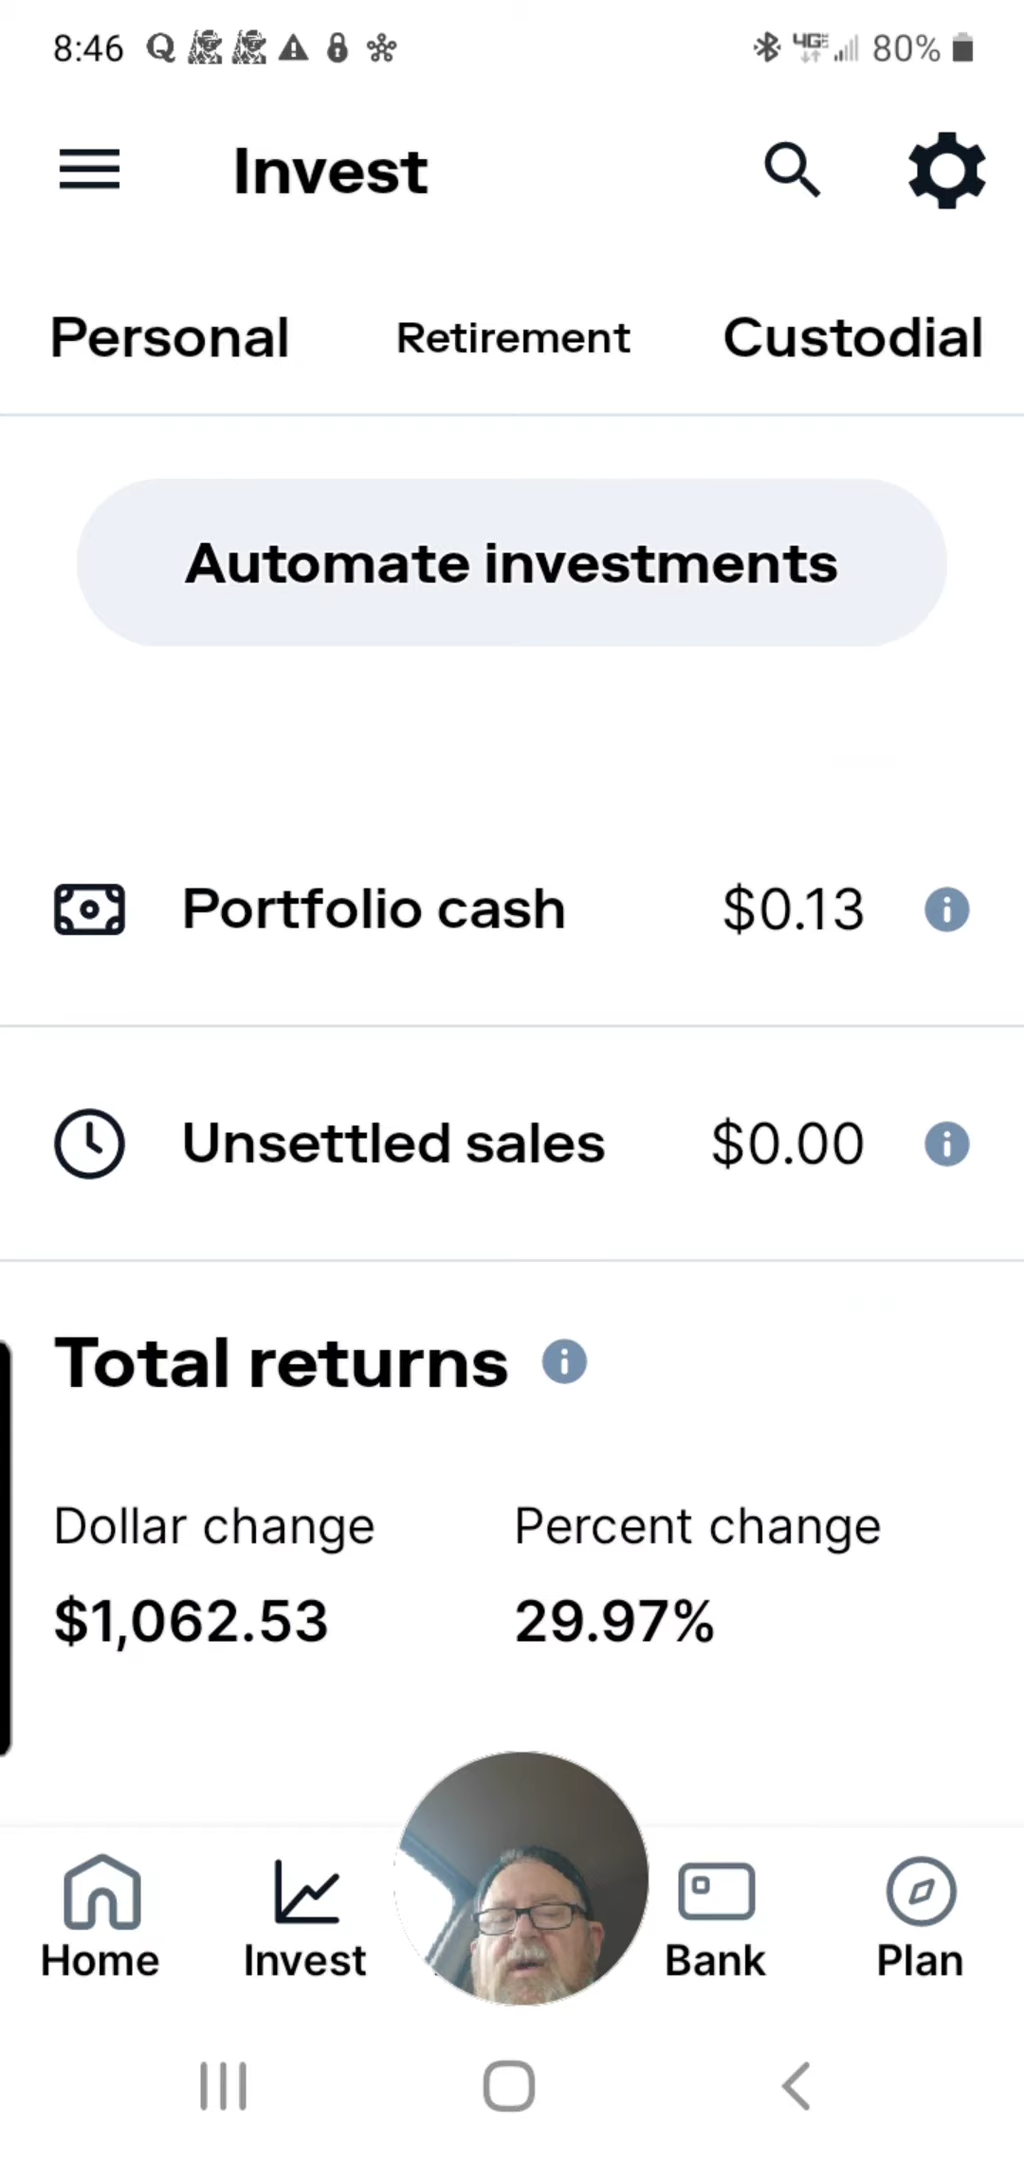 8:46 Q 4GE 80%
Invest
Personal Retirement Custodial
Automate investments
Portfolio cash $0.13
Unsettled sales $0.00
Total returns
Dollar change Percent change
$1,062.53 29.97%
Home Invest Bank Plan